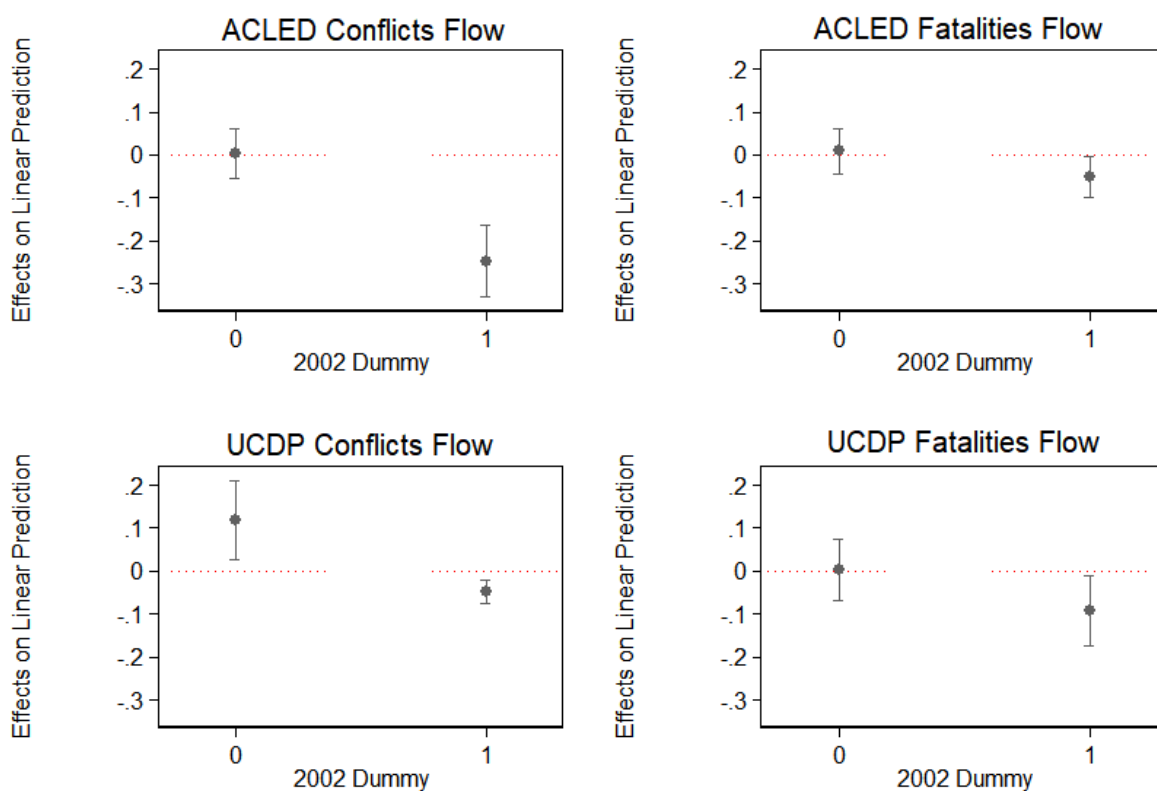 ACLED Conflicts Flow
Effects on Linear Prediction
.2
.1
0
-.1
-.2
-.3
0 1
2002 Dummy
ACLED Fatalities Flow
Effects on Linear Prediction
.2
.1
0
-.1
-.2
-.3
0 1
2002 Dummy
UCDP Conflicts Flow
Effects on Linear Prediction
.2
.1
0
-.1
-.2
-.3
0 1
2002 Dummy
UCDP Fatalities Flow
Effects on Linear Prediction
.2
.1
0
-.1
-.2
-.3
0 1
2002 Dummy